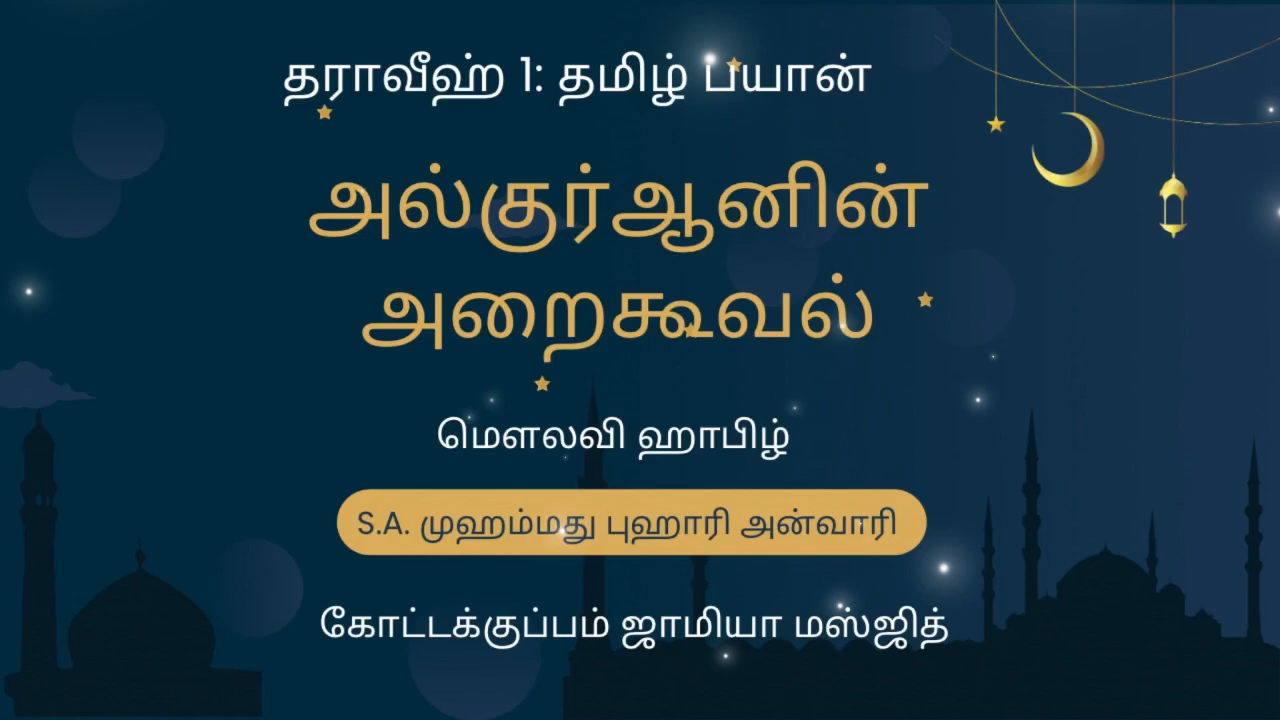 தராவீஹ் 1: தமிழ் பயான்
அல்குர்ஆனின்
அறைகூவல்
மௌலவி ஹாபிழ்
S.A. முஹம்மது புஹாரி அன்வாரி
கோட்டக்குப்பம் ஜாமியா மஸ்ஜித்